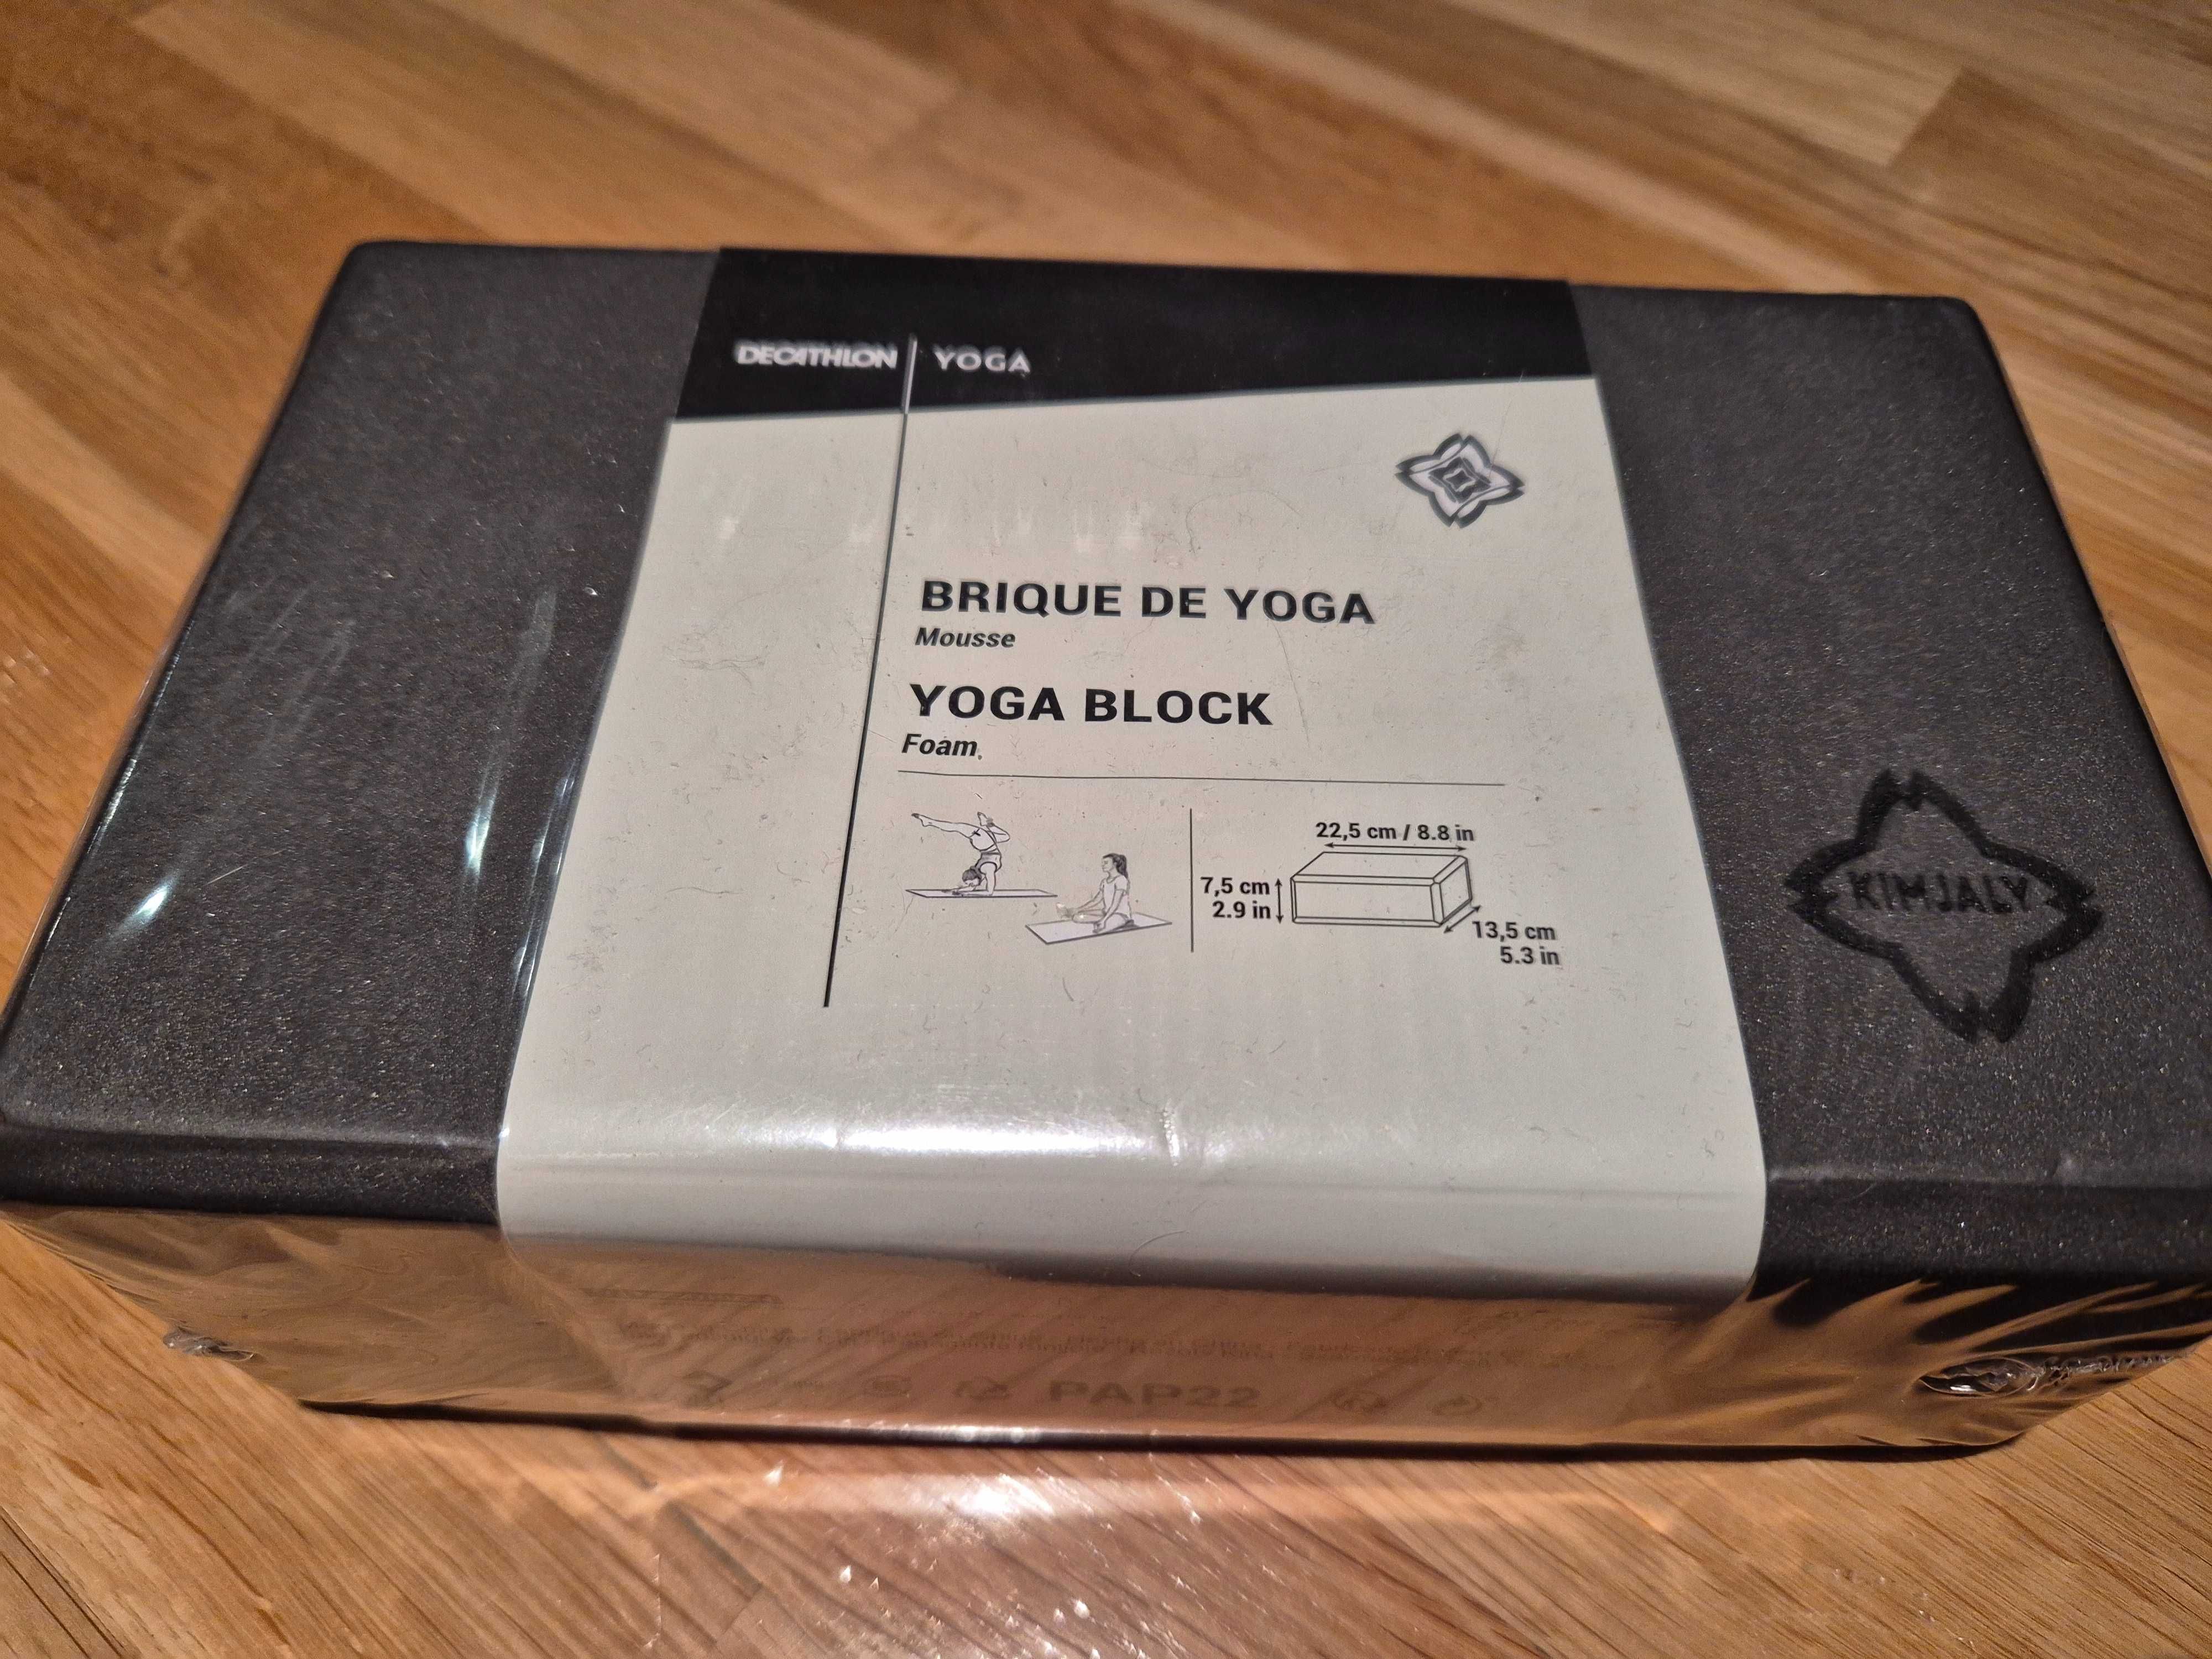 DECATHLON YOGA
BRIQUE DE YOGA
Mousse
YOGA BLOCK
Foam
22,5 cm / 8.8 in
7,5 cm
2.9 in
13,5 cm
5.3 in
KIMJALY
PAP22